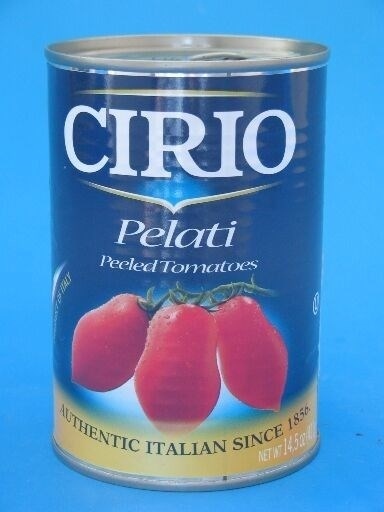 CIRIO
Pelati
Peeled Tomatoes
AUTHENTIC ITALIAN SINCE 1856.
NET WT 14,5 oz